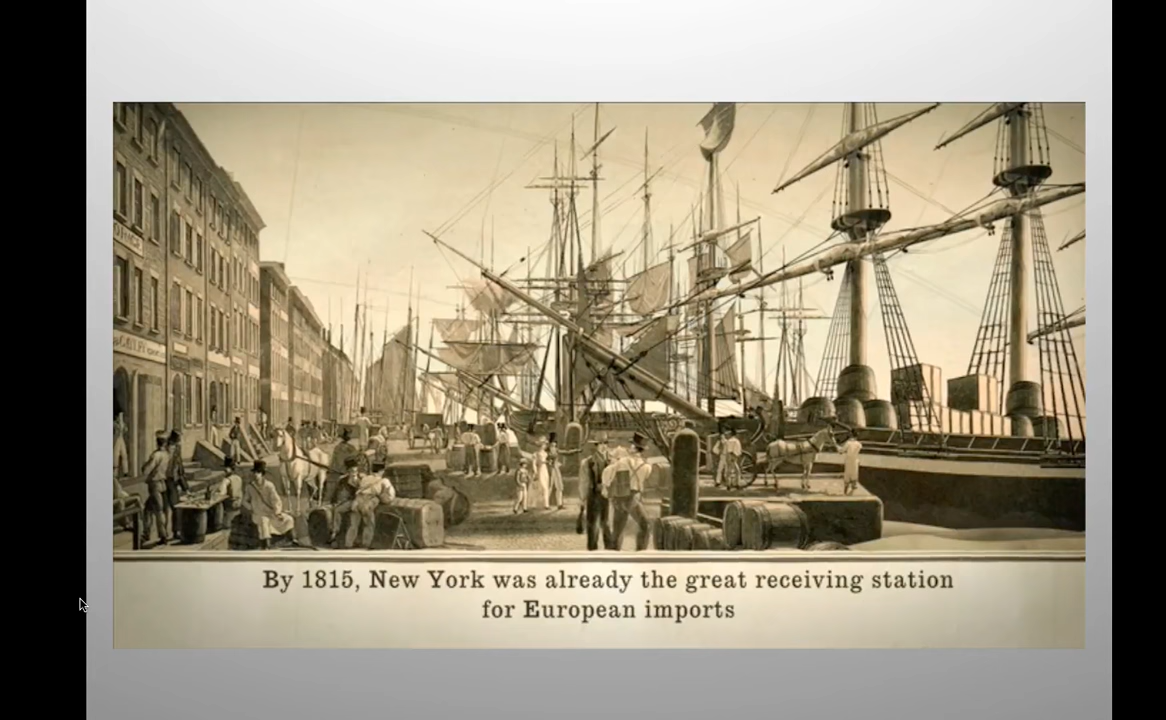 By 1815, New York was already the great receiving station
for European imports